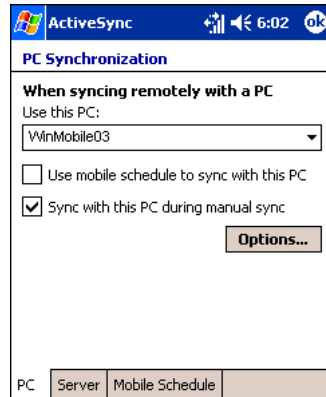 ActiveSync 6:02 ok
PC Synchronization
When syncing remotely with a PC
Use this PC:
WinMobile03
Use mobile schedule to sync with this PC
Sync with this PC during manual sync
Options...
PC Server Mobile Schedule